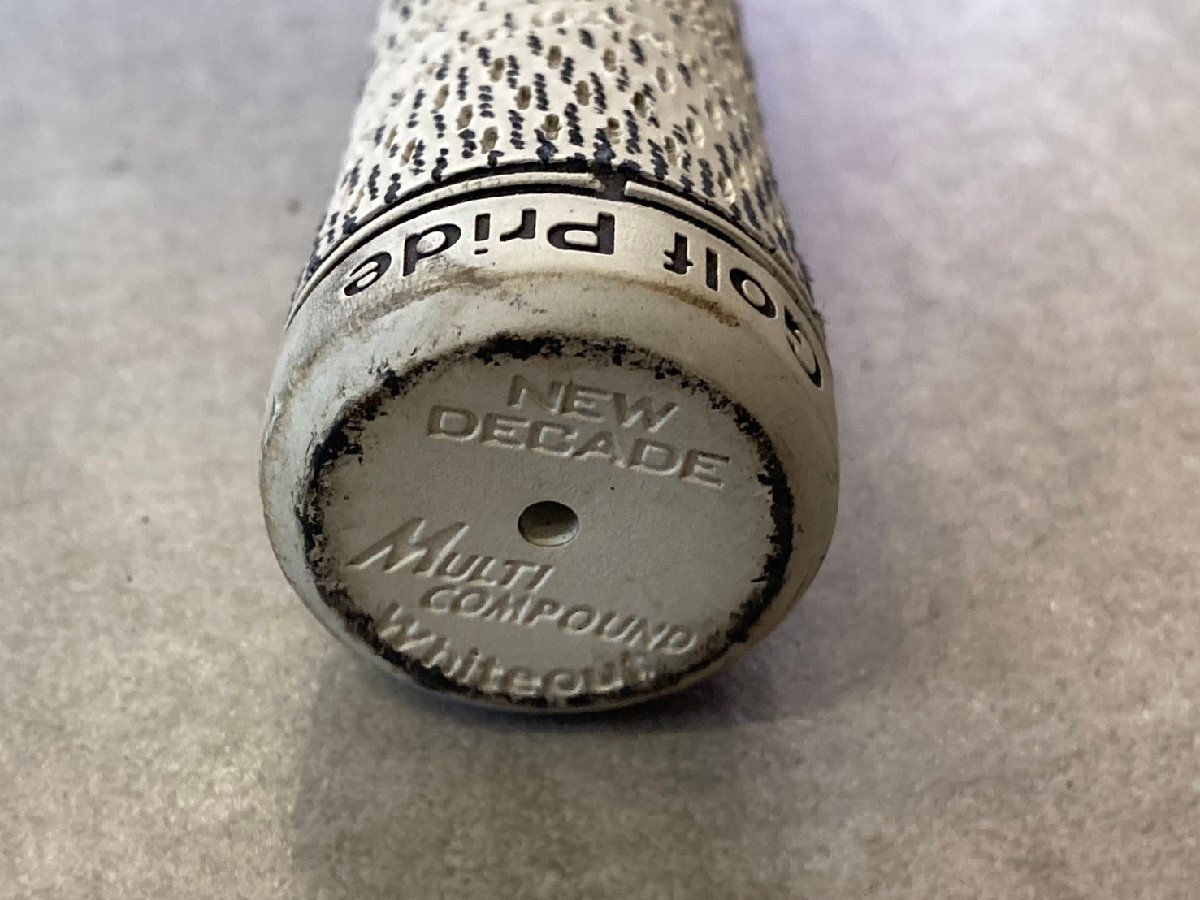 Golf Pride
NEW
DECADE
MULTI
COMPOUND
Whiteout